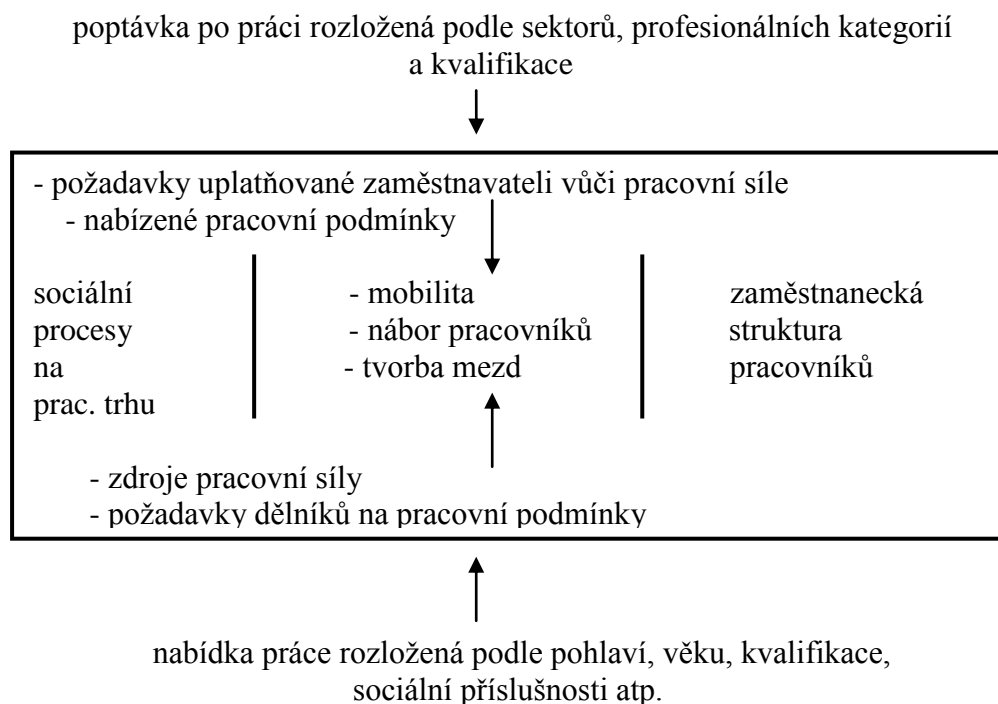 poptávka po práci rozložená podle sektorů, profesionálních kategorií
a kvalifikace
- požadavky uplatňované zaměstnavateli vůči pracovní síle
- nabízené pracovní podmínky
sociální
procesy
na
prac. trhu
- mobilita
- nábor pracovníků
- tvorba mezd
zaměstnanecká
struktura
pracovníků
- zdroje pracovní síly
- požadavky dělníků na pracovní podmínky
nabídka práce rozložená podle pohlaví, věku, kvalifikace,
sociální příslušnosti atp.